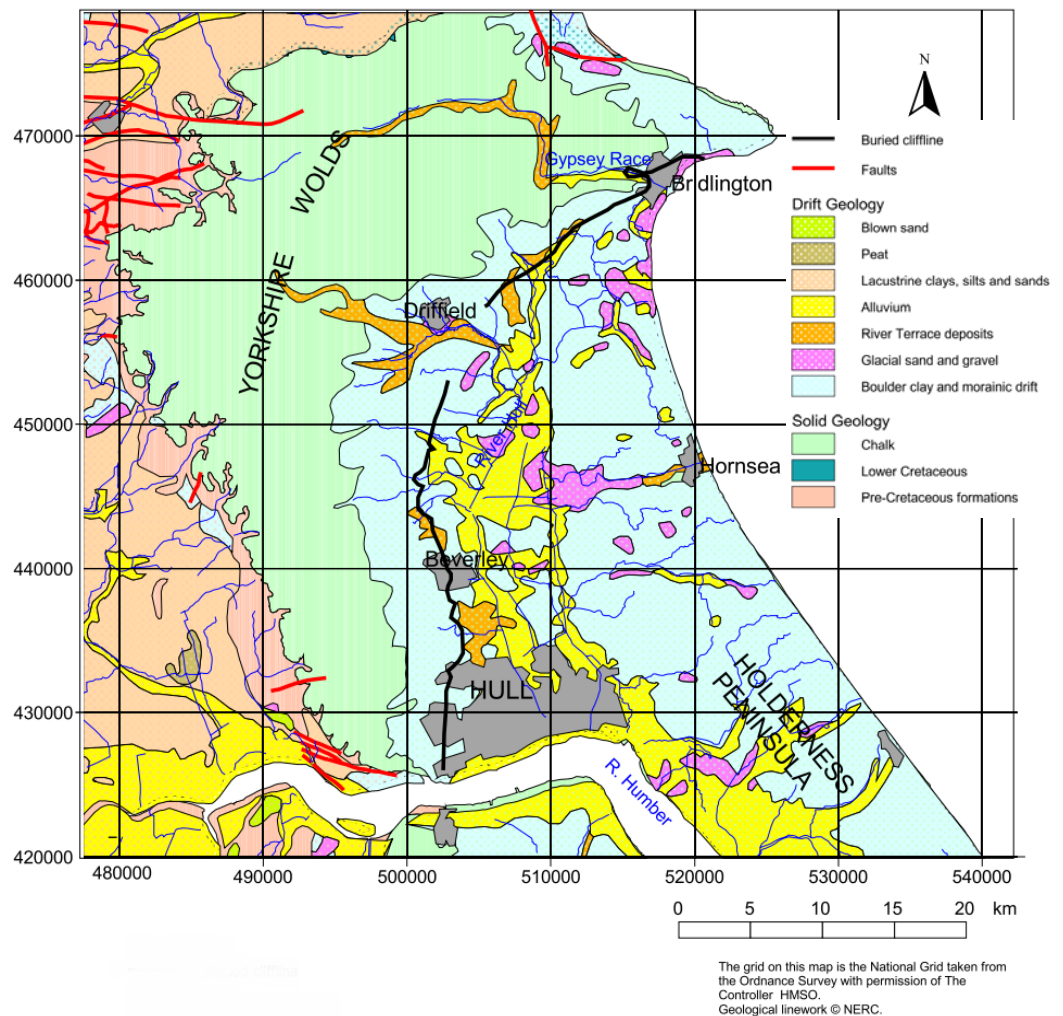 470000
460000
450000
440000
430000
420000
480000
490000
500000
510000
520000
530000
540000
YORKSHIRE WOLDS
Gypsey Race
Bridlington
Driffield
River Hull
Hornsea
Beverley
HULL
HOLDERNESS
PENINSULA
R. Humber
N
Buried cliffline
Faults
Drift Geology
Blown sand
Peat
Lacustrine clays, silts and sands
Alluvium
River Terrace deposits
Glacial sand and gravel
Boulder clay and morainic drift
Solid Geology
Chalk
Lower Cretaceous
Pre-Cretaceous formations
0 5 10 15 20 km
The grid on this map is the National Grid taken from
the Ordnance Survey with permission of The
Controller HMSO.
Geological linework © NERC.